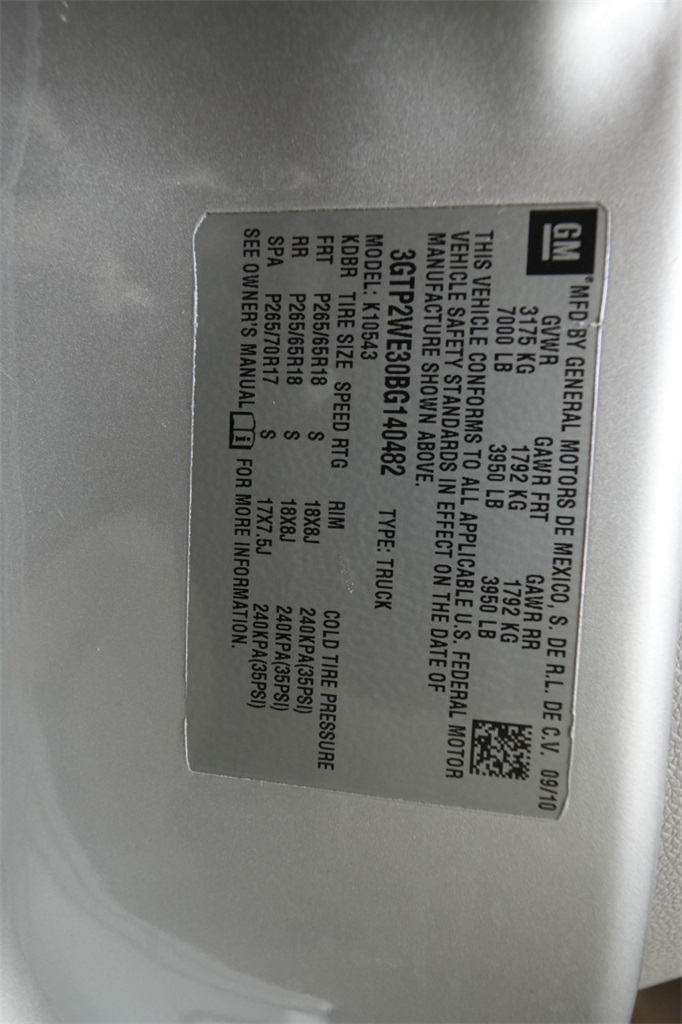 GM
®MFD BY GENERAL MOTORS DE MEXICO, S. DE R.L. DE C.V. 09/10
GVWR GAWR FRT GAWR RR
3175 KG 1792 KG 1792 KG
7000 LB 3950 LB 3950 LB
THIS VEHICLE CONFORMS TO ALL APPLICABLE U.S. FEDERAL MOTOR
VEHICLE SAFETY STANDARDS IN EFFECT ON THE DATE OF
MANUFACTURE SHOWN ABOVE.
3GTP2WE30BG140482 TYPE: TRUCK
MODEL: K10543
KDBR TIRE SIZE SPEED RTG RIM COLD TIRE PRESSURE
FRT P265/65R18 S 18X8J 240KPA(35PSI)
RR P265/65R18 S 18X8J 240KPA(35PSI)
SPA P265/70R17 S 17X7.5J 240KPA(35PSI)
SEE OWNER'S MANUAL i FOR MORE INFORMATION.